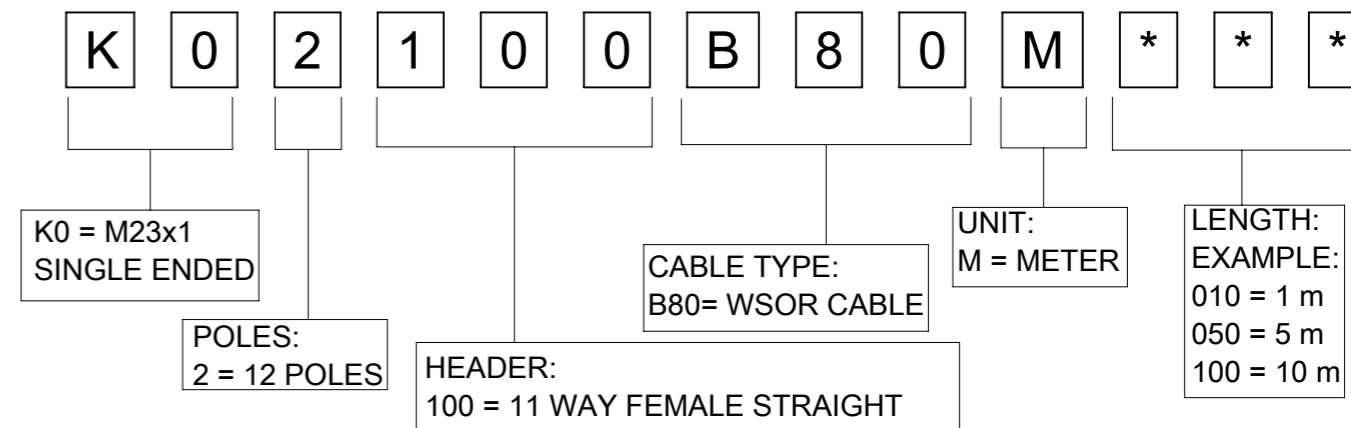 K 0 2 1 0 0 B 8 0 M * * *
K0 = M23x1
SINGLE ENDED
POLES:
2 = 12 POLES
HEADER:
100 = 11 WAY FEMALE STRAIGHT
CABLE TYPE:
B80= WSOR CABLE
UNIT:
M = METER
LENGTH:
EXAMPLE:
010 = 1 m
050 = 5 m
100 = 10 m